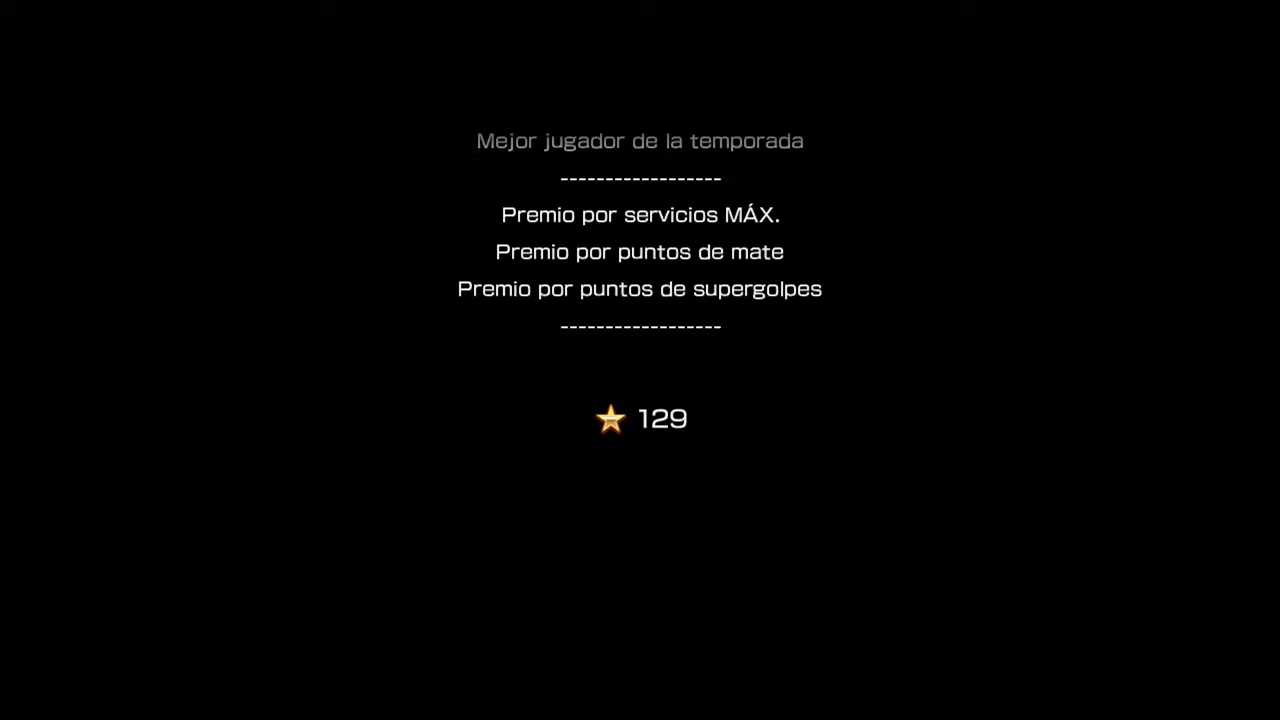 Mejor jugador de la temporada
------------------
Premio por servicios MÁX.
Premio por puntos de mate
Premio por puntos de supergolpes
------------------
129